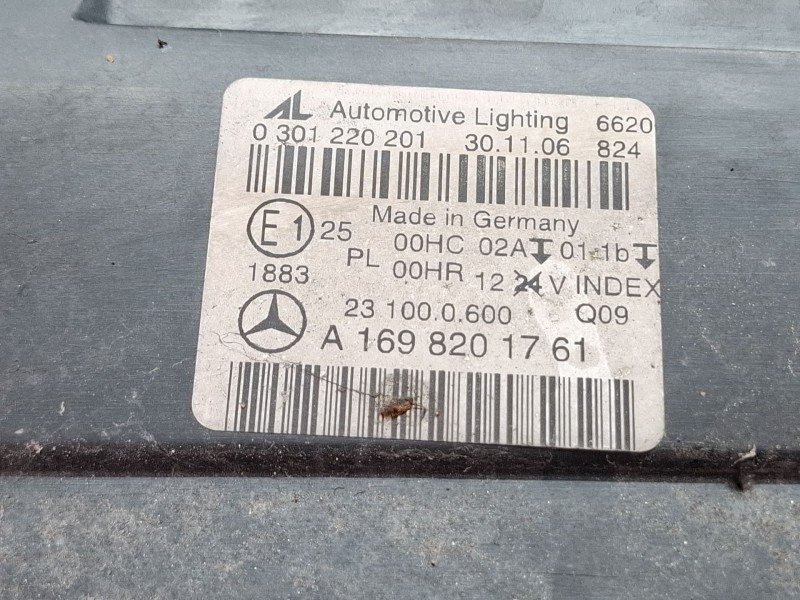 AL Automotive Lighting 6620
0 301 220 201 30.11.06 824
Made in Germany
E1 25 00HC 02A 01-1b
PL 00HR 12 24 V INDEX
1883
23 100.0.600 Q09
A 169 820 17 61